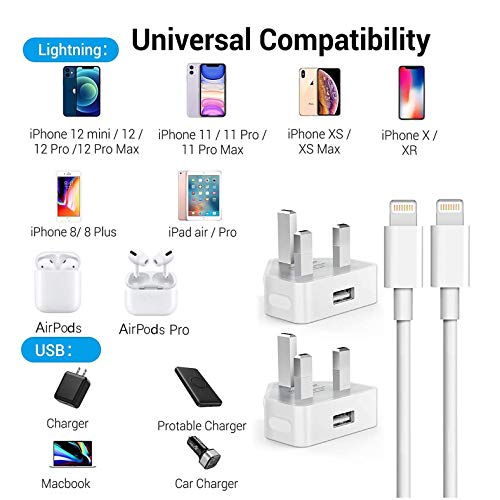 Lightning:
Universal Compatibility
iPhone 12 mini / 12 /
12 Pro /12 Pro Max
iPhone 11 / 11 Pro /
11 Pro Max
iPhone XS /
XS Max
iPhone X /
XR
iPhone 8/ 8 Plus
iPad air / Pro
AirPods
AirPods Pro
USB:
Charger
Protable Charger
Macbook
Car Charger